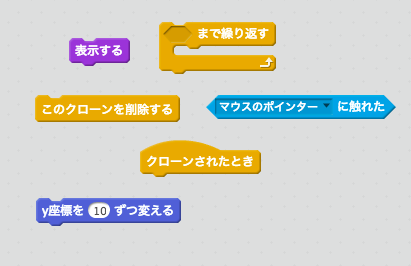 表示する
まで繰り返す
このクローンを削除する
マウスのポインター に触れた
クローンされたとき
y座標を 10 ずつ変える